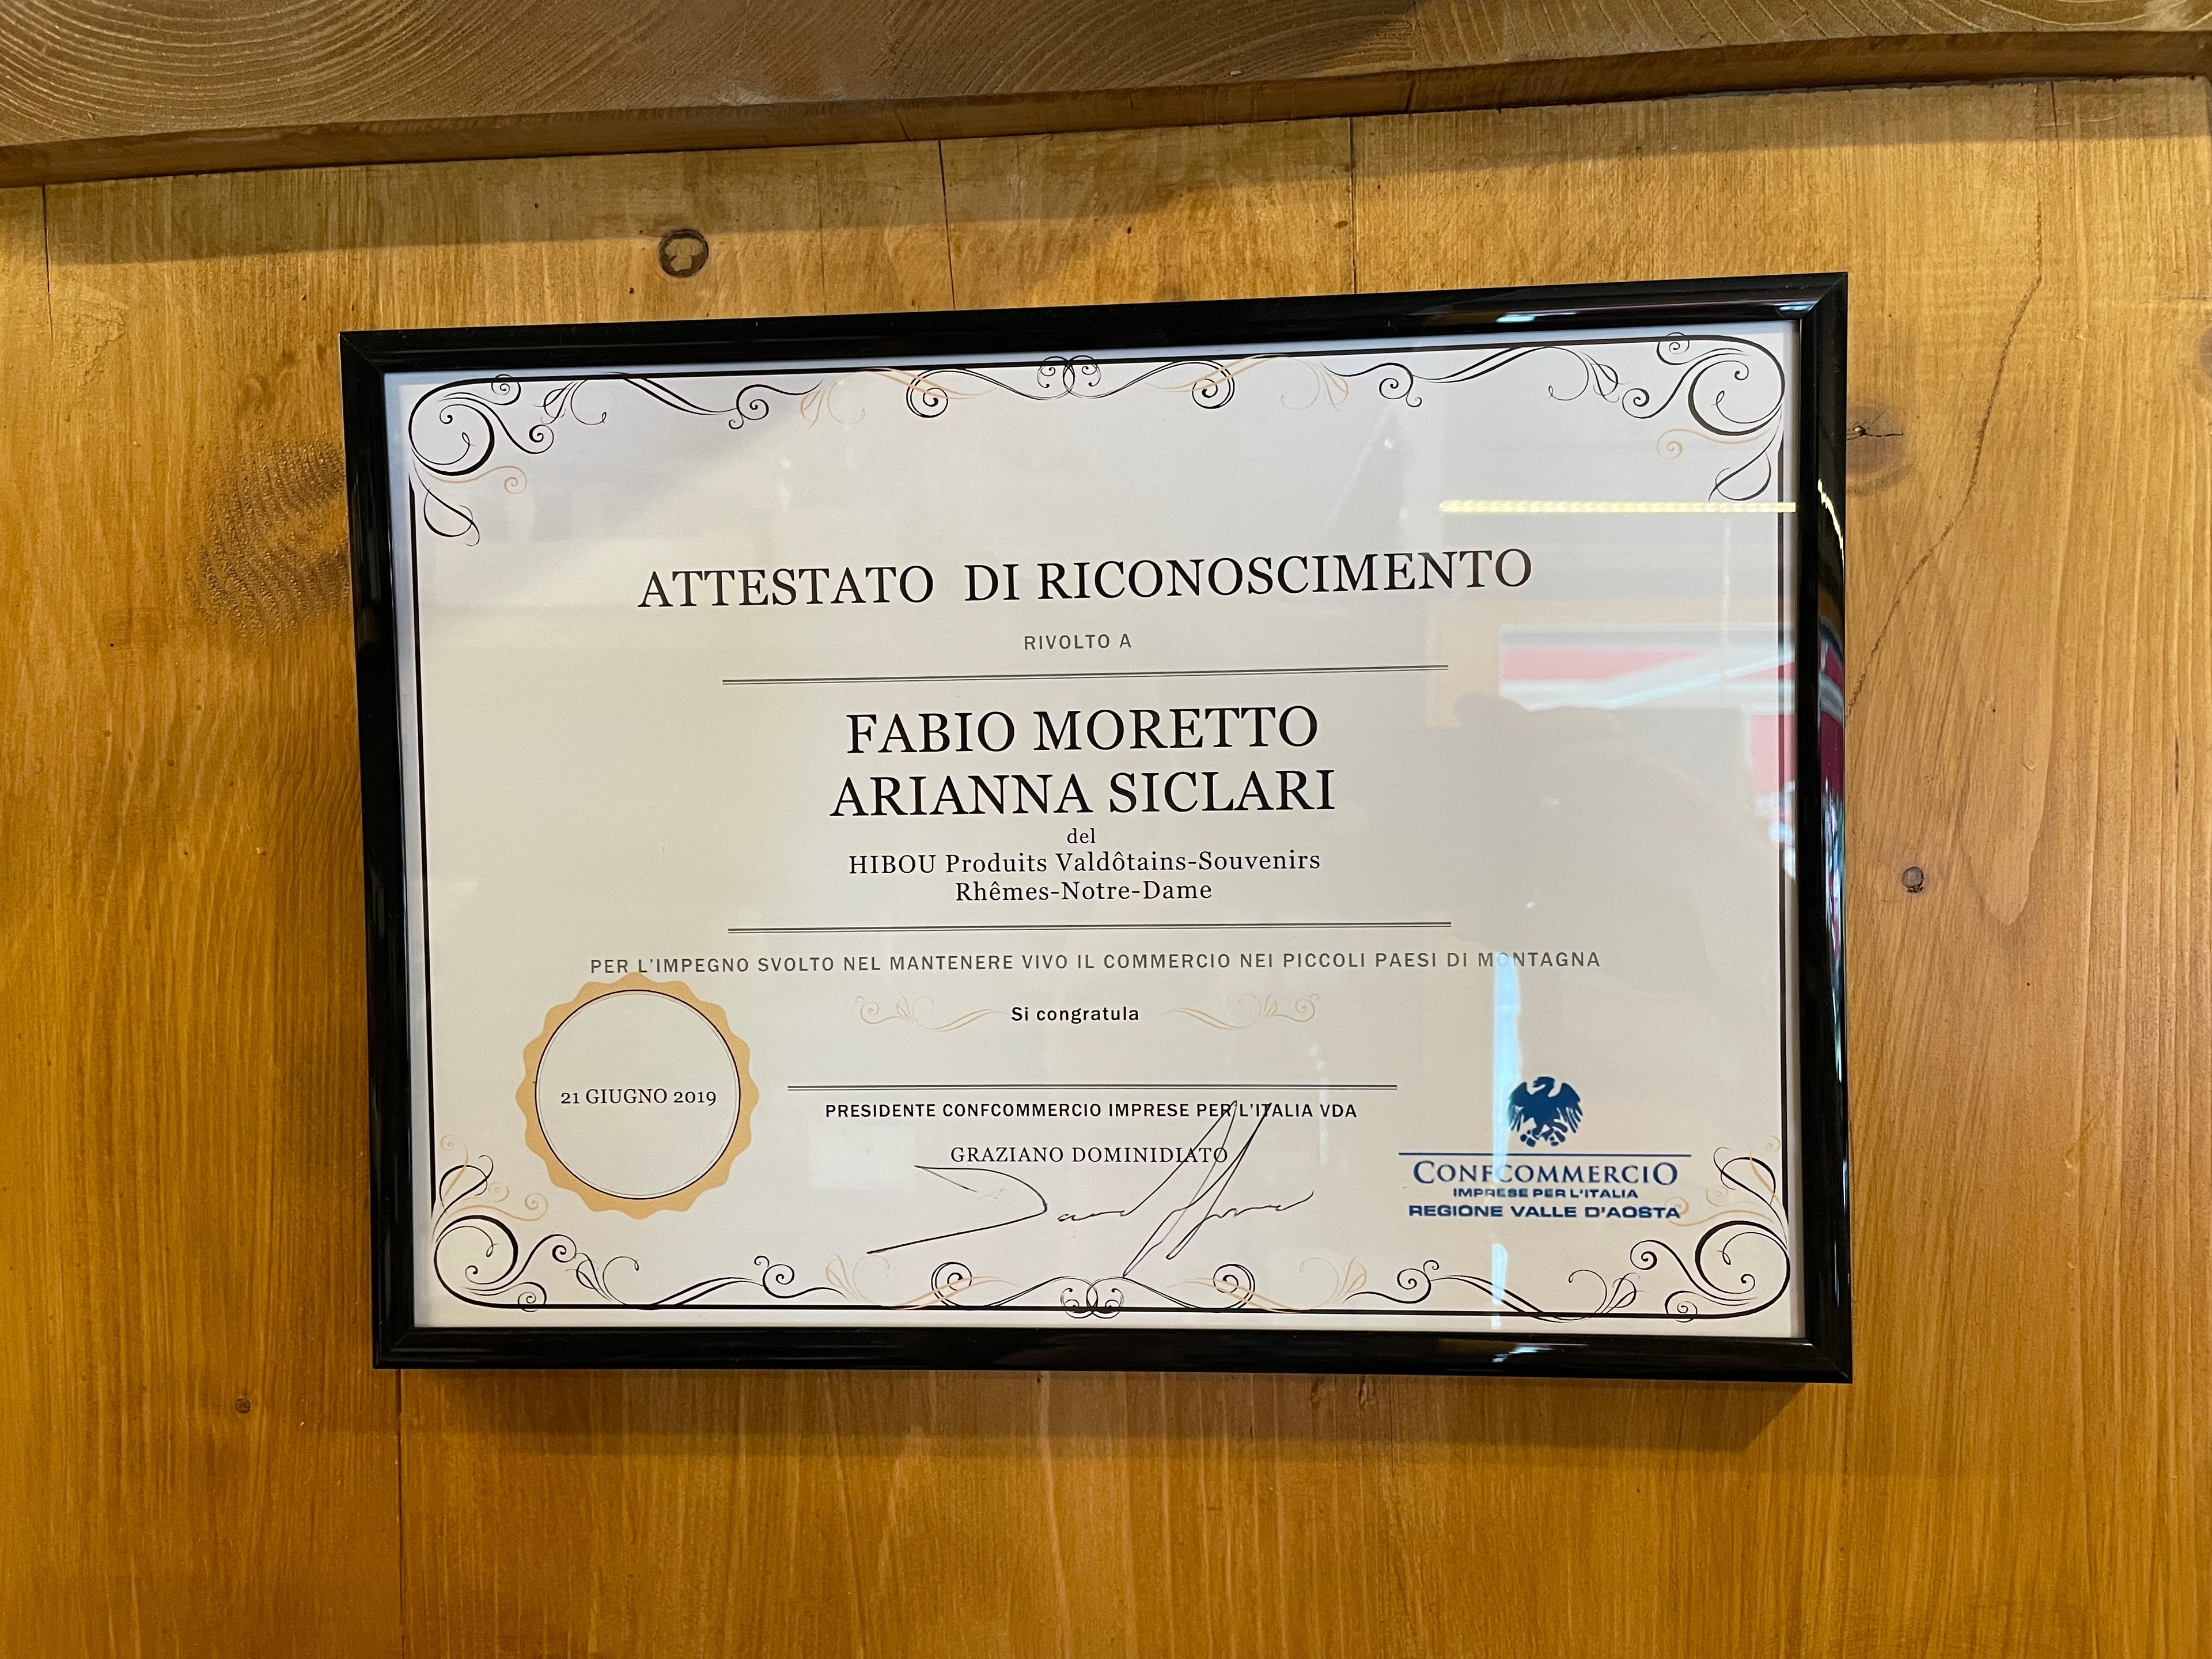 ATTESTATO DI RICONOSCIMENTO
RIVOLTO A
FABIO MORETTO
ARIANNA SICLARI
del
HIBOU Produits Valdôtains-Souvenirs
Rhêmes-Notre-Dame
PER L'IMPEGNO SVOLTO NEL MANTENERE VIVO IL COMMERCIO NEI PICCOLI PAESI DI MONTAGNA
Si congratula
21 GIUGNO 2019
PRESIDENTE CONFCOMMERCIO IMPRESE PER L'ITALIA VDA
GRAZIANO DOMINIDIATO
CONFCOMMERCIO
IMPRESE PER L'ITALIA
REGIONE VALLE D'AOSTA